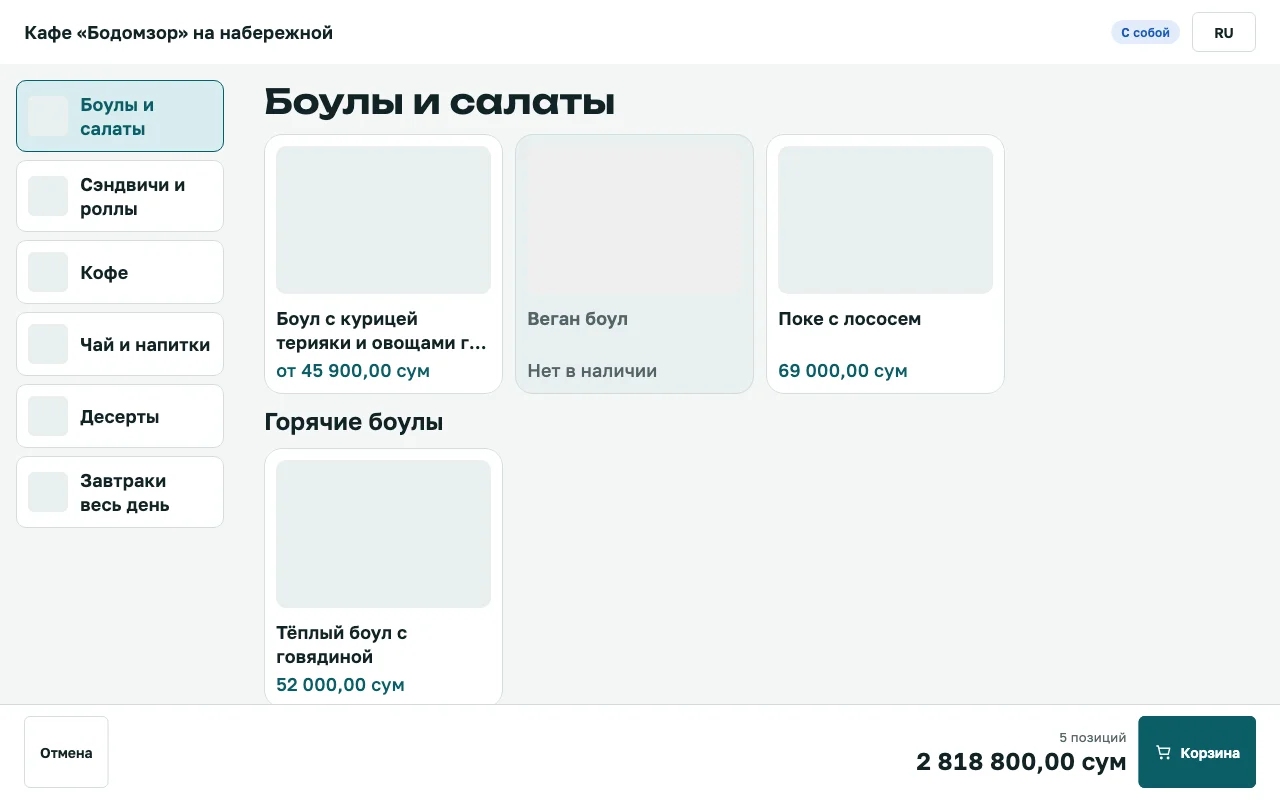 Кафе «Бодомзор» на набережной
С собой
RU
Боулы и
салаты
Сэндвичи и
роллы
Кофе
Чай и напитки
Десерты
Завтраки
весь день
Боулы и салаты
Боул с курицей
терияки и овощами г...
от 45 900,00 сум
Веган боул
Нет в наличии
Поке с лососем
69 000,00 сум
Горячие боулы
Тёплый боул с
говядиной
52 000,00 сум
Отмена
5 позиций
2 818 800,00 сум
Корзина